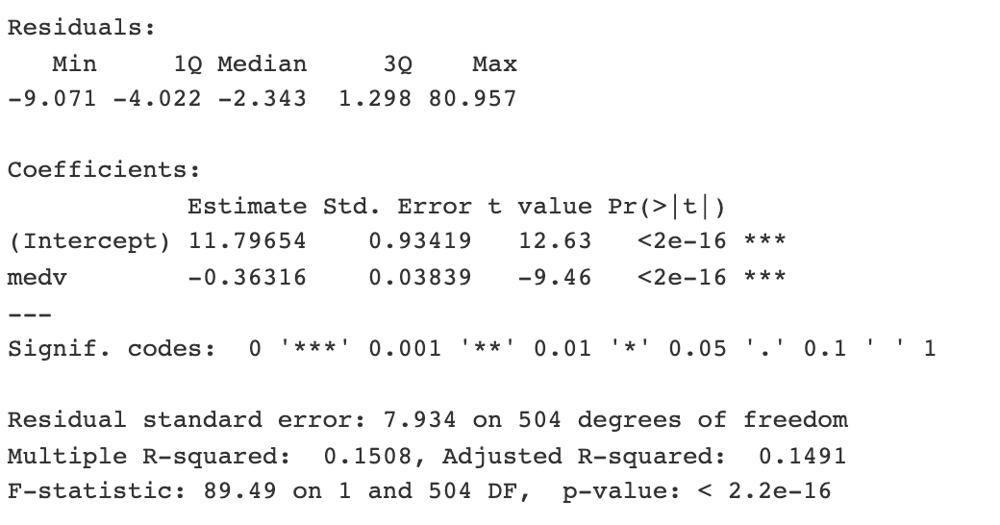 Residuals:
   Min     1Q Median     3Q    Max
-9.071 -4.022 -2.343  1.298 80.957

Coefficients:
            Estimate Std. Error t value Pr(>|t|)
(Intercept) 11.79654    0.93419   12.63   <2e-16 ***
medv        -0.36316    0.03839   -9.46   <2e-16 ***
---
Signif. codes:  0 '***' 0.001 '**' 0.01 '*' 0.05 '.' 0.1 ' ' 1

Residual standard error: 7.934 on 504 degrees of freedom
Multiple R-squared:  0.1508, Adjusted R-squared:  0.1491
F-statistic: 89.49 on 1 and 504 DF,  p-value: < 2.2e-16